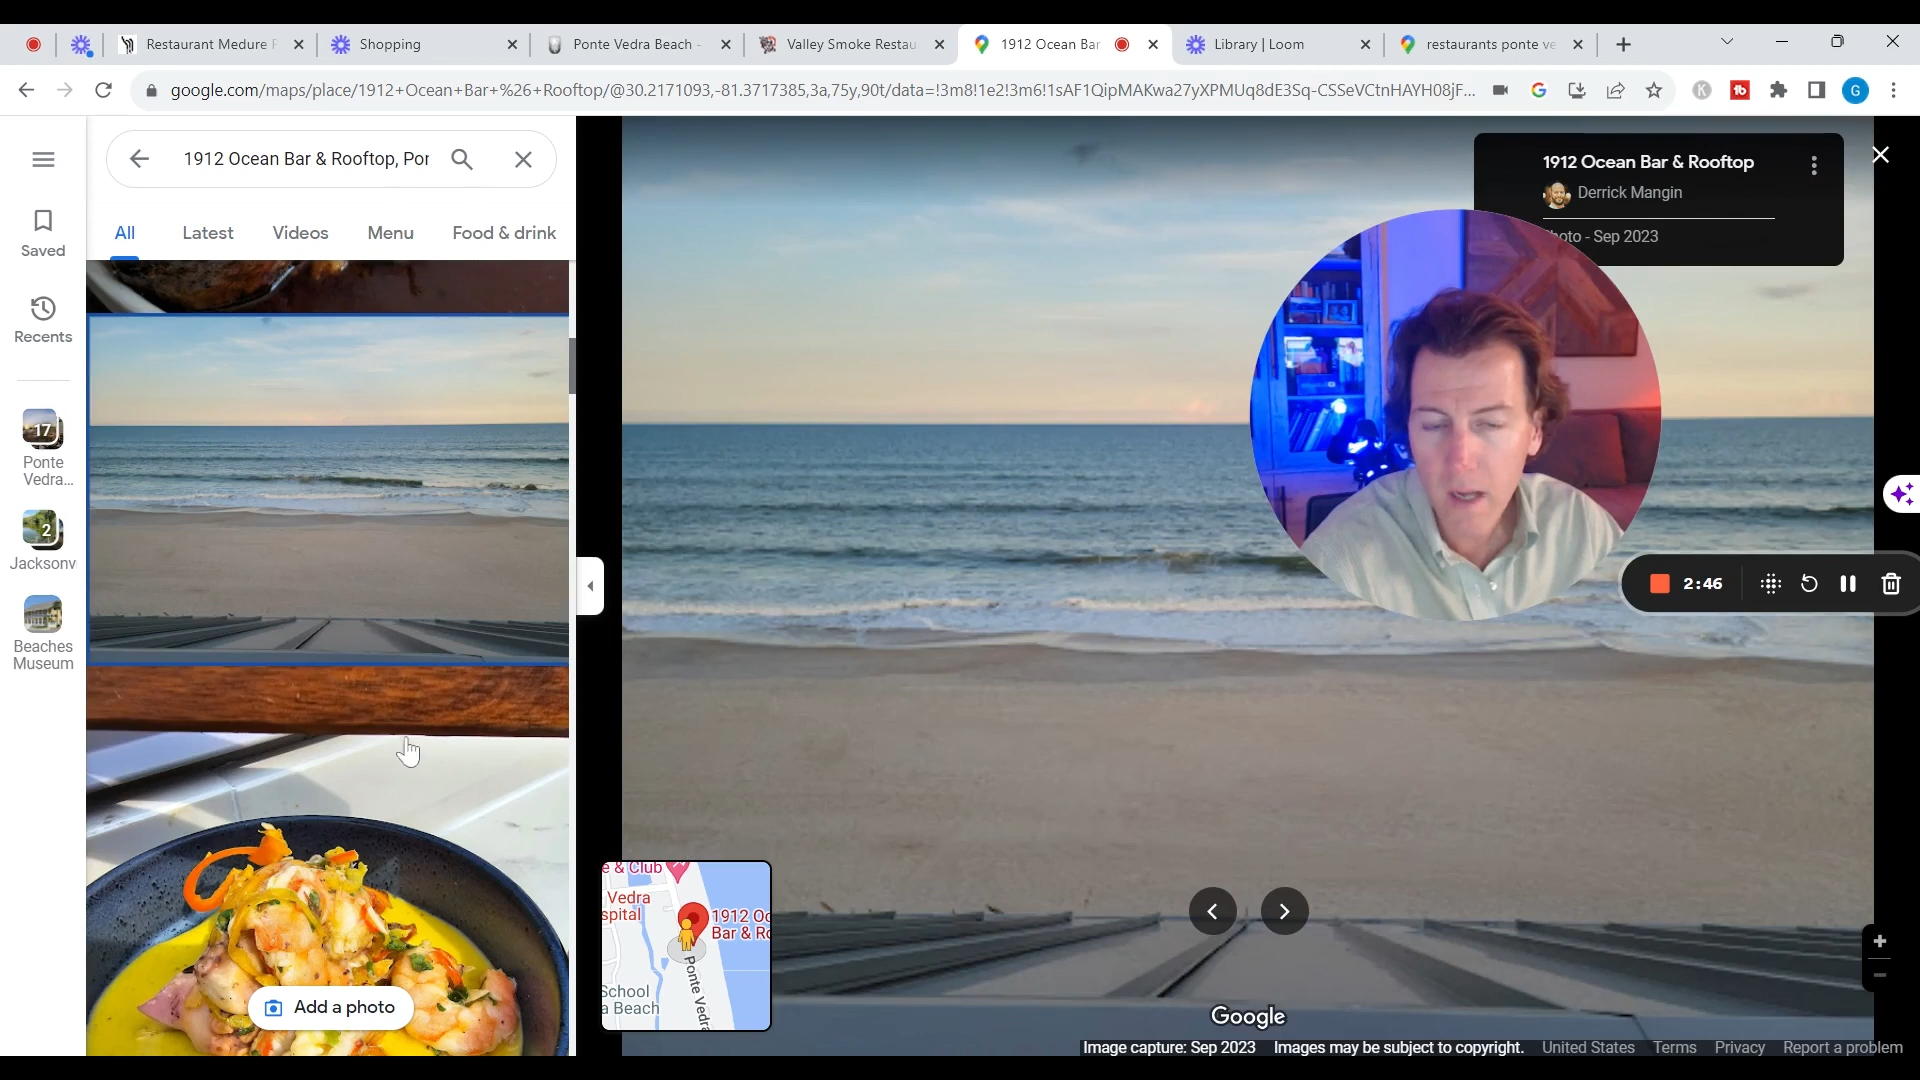 Restaurant Medure
Shopping
Ponte Vedra Beach -
Valley Smoke Restau
1912 Ocean Bar
Library | Loom
restaurants ponte ve
google.com/maps/place/1912+Ocean+Bar+%26+Rooftop/@30.2171093,-81.3717385,3a,75y,90t/data=!3m8!1e2!3m6!1sAF1QipMAKwa27yXPMUq8dE3Sq-CSSeVCtnHAYH08jF...
G
1912 Ocean Bar & Rooftop, Por
All
Latest
Videos
Menu
Food & drink
Saved
Recents
17
Ponte
Vedra...
2
Jacksonv
Beaches
Museum
Add a photo
1912 Ocean Bar & Rooftop
Derrick Mangin
hoto - Sep 2023
2:46
e & Club
Vedra
spital
1912 Oc
Bar & Ro
Ponte Vedra
School
a Beach
Google
Image capture: Sep 2023
Images may be subject to copyright.
United States
Terms
Privacy
Report a problem